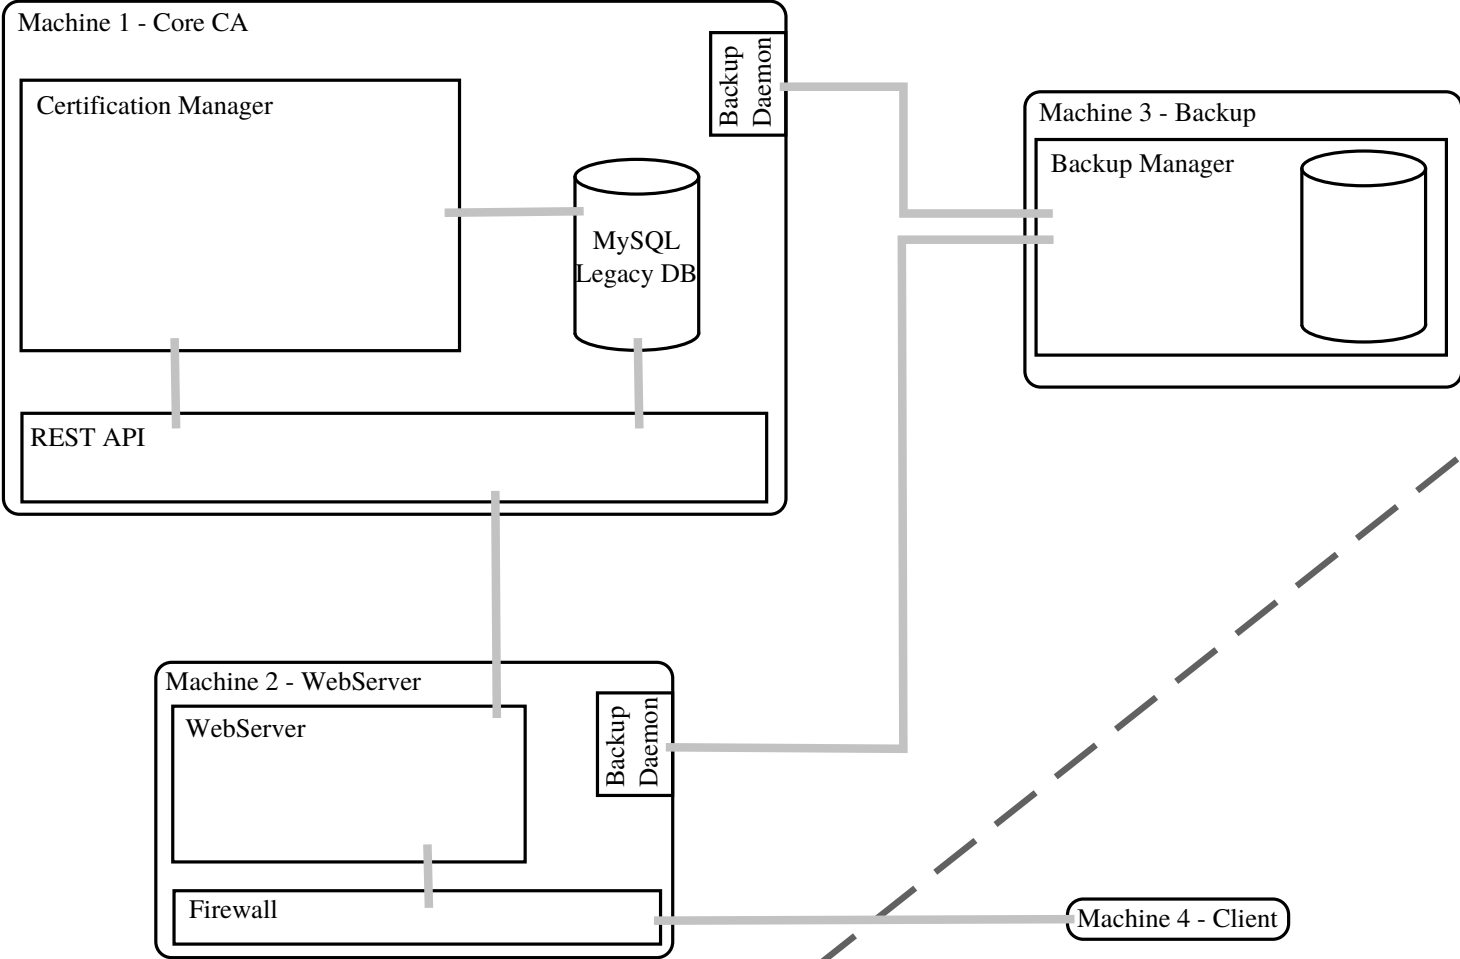 Machine 1 - Core CA
Certification Manager
Backup
Daemon
MySQL
Legacy DB
REST API
Machine 3 - Backup
Backup Manager
Machine 2 - WebServer
WebServer
Backup
Daemon
Firewall
Machine 4 - Client